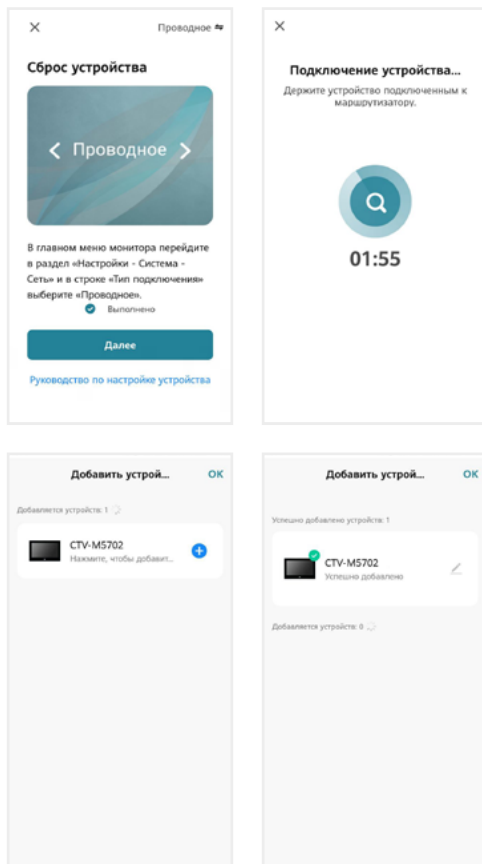 Проводное
Сброс устройства
Проводное
В главном меню монитора перейдите
в раздел «Настройки - Система -
Сеть» и в строке «Тип подключения»
выберите «Проводное».
Выполнено
Далее
Руководство по настройке устройства
Подключение устройства...
Держите устройство подключенным к
маршрутизатору.
01:55
Добавить устрой... ОК
Добавляется устройств: 1
CTV-M5702
Нажмите, чтобы добавит...
Добавить устрой... ОК
Успешно добавлено устройств: 1
CTV-M5702
Успешно добавлено
Добавляется устройств: 0